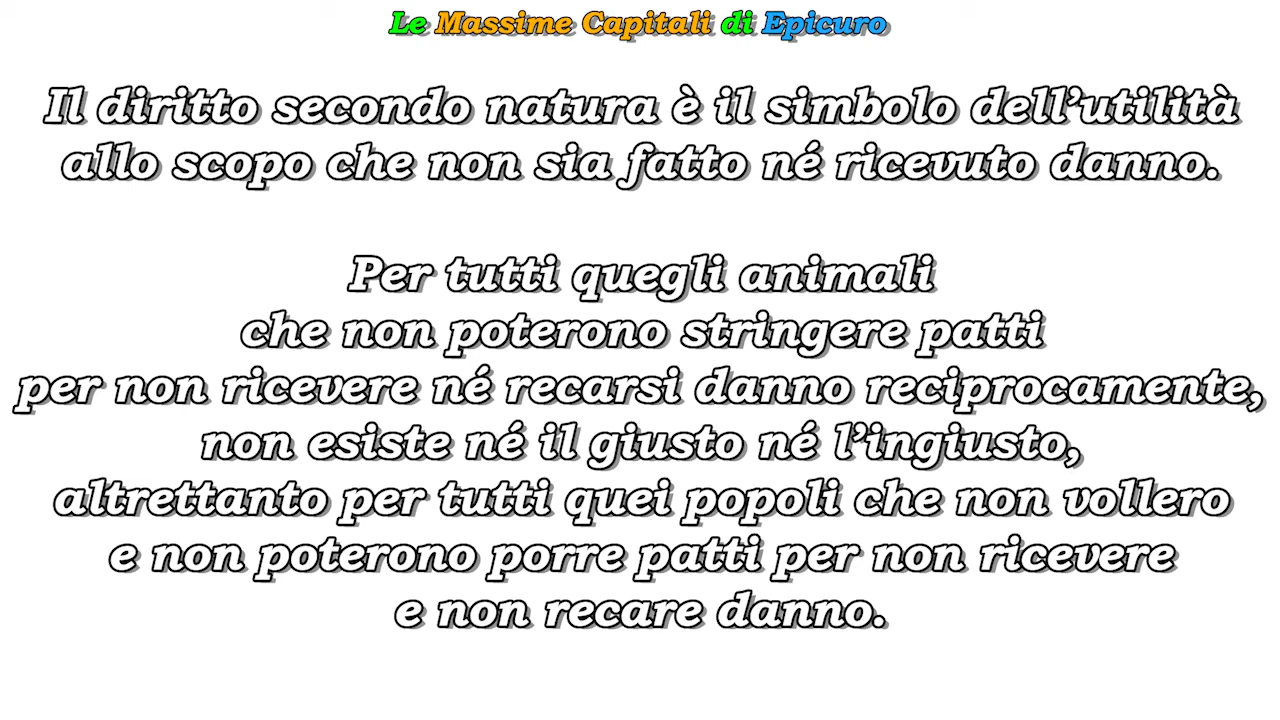 Le Massime Capitali di Epicuro
Il diritto secondo natura è il simbolo dell’utilità
allo scopo che non sia fatto né ricevuto danno.
Per tutti quegli animali
che non poterono stringere patti
per non ricevere né recarsi danno reciprocamente,
non esiste né il giusto né l’ingiusto,
altrettanto per tutti quei popoli che non vollero
e non poterono porre patti per non ricevere
e non recare danno.